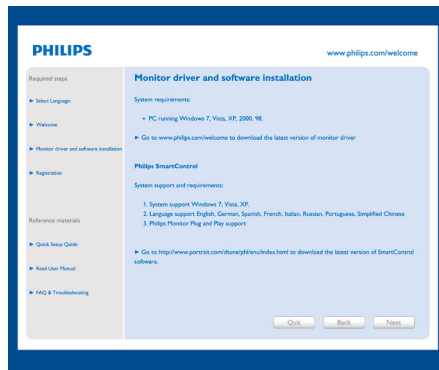 PHILIPS
www.philips.com/welcome
Required steps
► Select Language:
► Welcome
► Monitor driver and software installation
► Registration
Reference materials
► Quick Setup Quide
► Read User Manual
► FAQ & Troubleshooting
Monitor driver and software installation
System requirements:
• PC running Windows 7, Vista, XP, 2000, 98.
► Go to www.philips.com/welcome to download the latest version of monitor driver
Philips SmartControl
System support and requirements:
1. System support Windows 7, Vista, XP.
2. Language support English, German, Spanish, French, Italian, Russian, Portuguese, Simplified Chinese
3. Philips Monitor Plug and Play support
► Go to http://www.portrait.com/dtune/phl/enu/index.html to download the latest version of SmartControl
software.
Quit
Back
Next